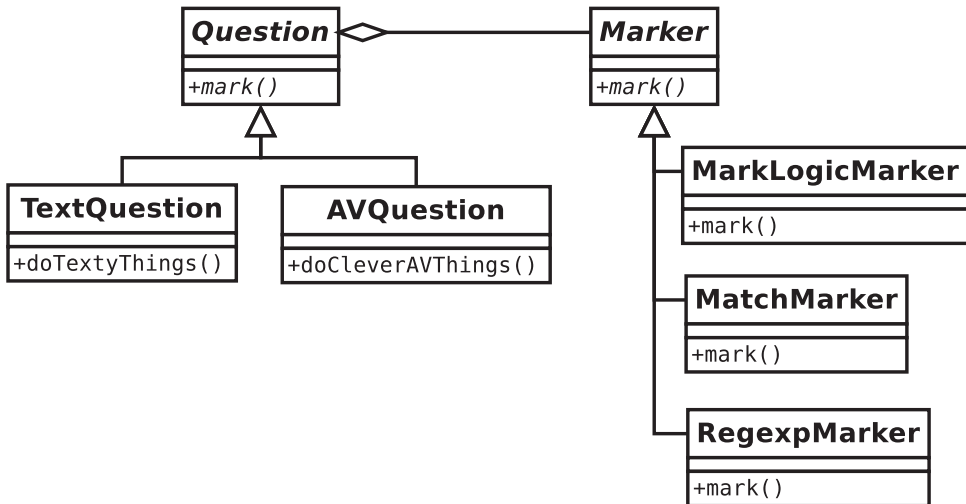 Question
+mark()
Marker
+mark()
TextQuestion
+doTextyThings()
AVQuestion
+doCleverAVThings()
MarkLogicMarker
+mark()
MatchMarker
+mark()
RegexpMarker
+mark()